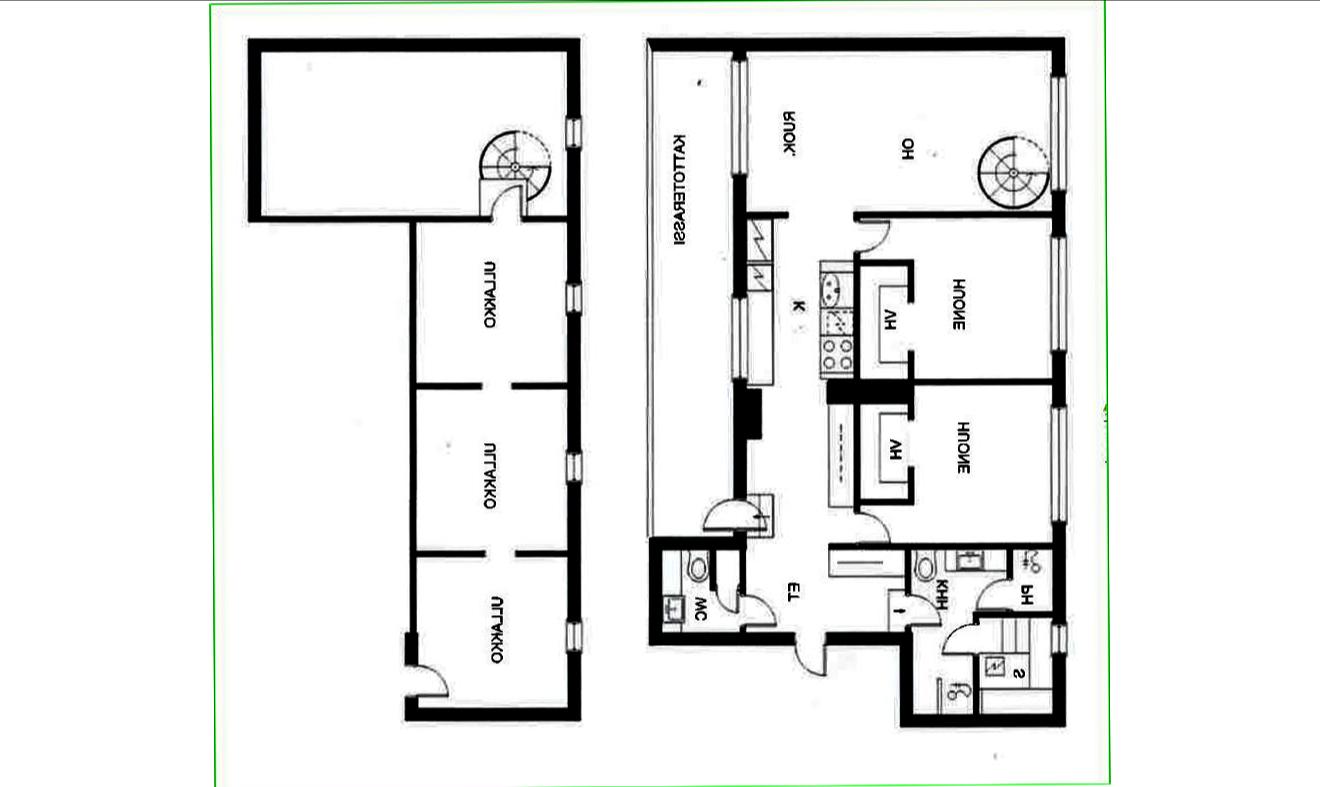 RUOK.
OH
KATTOTERASSI
ULLAKKO
K
VH
HUONE
ULLAKKO
VH
HUONE
ET
KHH
PH
WC
ULLAKKO
S